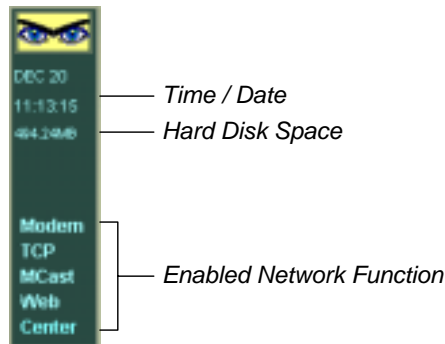 DEC 20
11:13:15
Time / Date
484.24MB
Hard Disk Space
Modem
TCP
MCast
Enabled Network Function
Web
Center